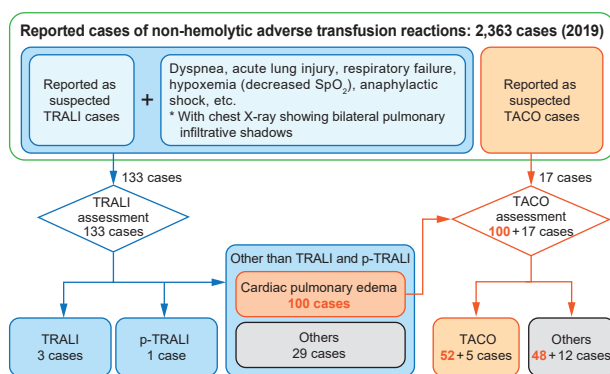 Reported cases of non-hemolytic adverse transfusion reactions: 2,363 cases (2019)
Reported as
suspected
TRALI cases
+
Dyspnea, acute lung injury, respiratory failure,
hypoxemia (decreased SpO₂), anaphylactic
shock, etc.
* With chest X-ray showing bilateral pulmonary
infiltrative shadows
Reported as
suspected
TACO cases
133 cases
17 cases
TRALI
assessment
133 cases
TACO
assessment
100+17 cases
Other than TRALI and p-TRALI
Cardiac pulmonary edema
100 cases
Others
29 cases
TRALI
3 cases
p-TRALI
1 case
TACO
52+5 cases
Others
48+12 cases